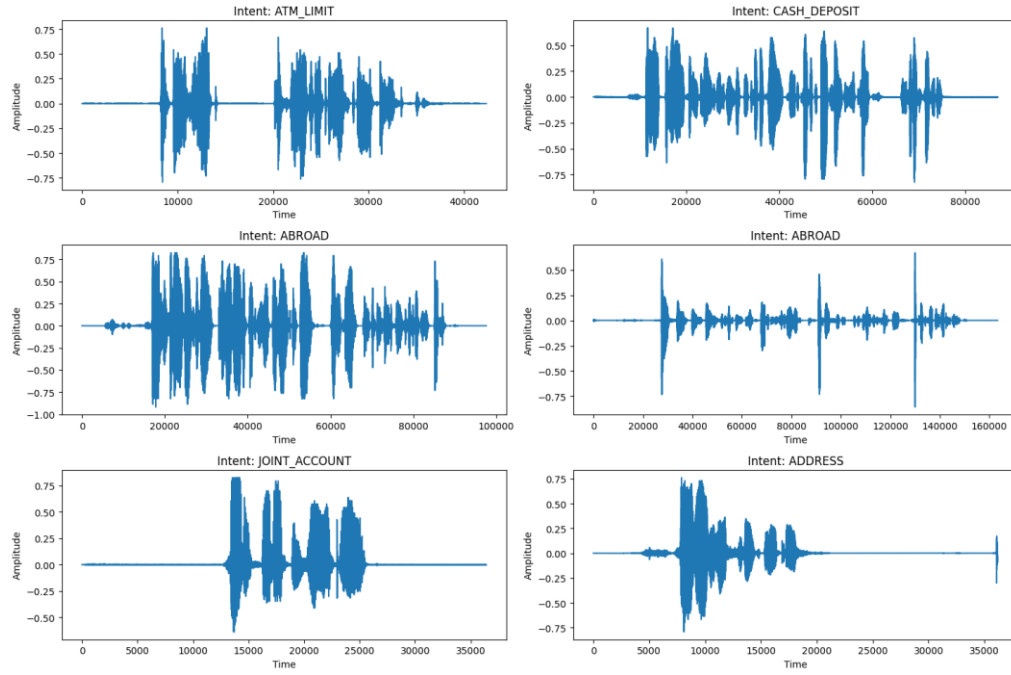 Intent: ATM_LIMIT
0.75
0.50
0.25
0.00
−0.25
−0.50
−0.75
Amplitude
0 10000 20000 30000 40000
Time
Intent: CASH_DEPOSIT
0.50
0.25
0.00
−0.25
−0.50
−0.75
Amplitude
0 20000 40000 60000 80000
Time
Intent: ABROAD
0.75
0.50
0.25
0.00
−0.25
−0.50
−0.75
−1.00
Amplitude
0 20000 40000 60000 80000 100000
Time
Intent: ABROAD
0.50
0.25
0.00
−0.25
−0.50
−0.75
Amplitude
0 20000 40000 60000 80000 100000 120000 140000 160000
Time
Intent: JOINT_ACCOUNT
0.75
0.50
0.25
0.00
−0.25
−0.50
Amplitude
0 5000 10000 15000 20000 25000 30000 35000
Time
Intent: ADDRESS
0.75
0.50
0.25
0.00
−0.25
−0.50
−0.75
Amplitude
0 5000 10000 15000 20000 25000 30000 35000
Time